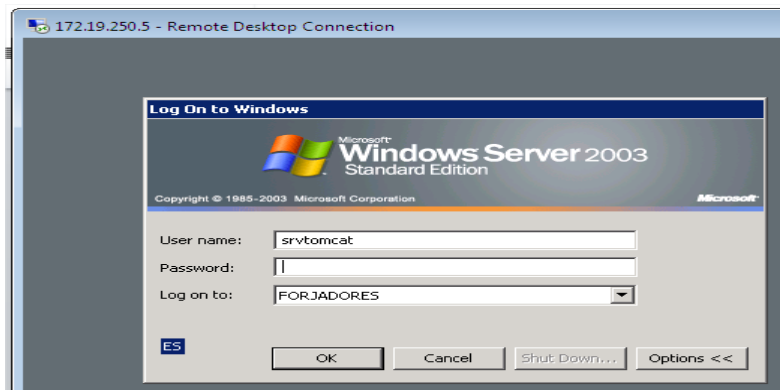 172.19.250.5 - Remote Desktop Connection
Log On to Windows
Microsoft
Windows Server 2003
Standard Edition
Copyright © 1985-2003 Microsoft Corporation
Microsoft
User name: srvtomcat
Password:
Log on to: FORJADORES
ES
OK Cancel Shut Down... Options <<